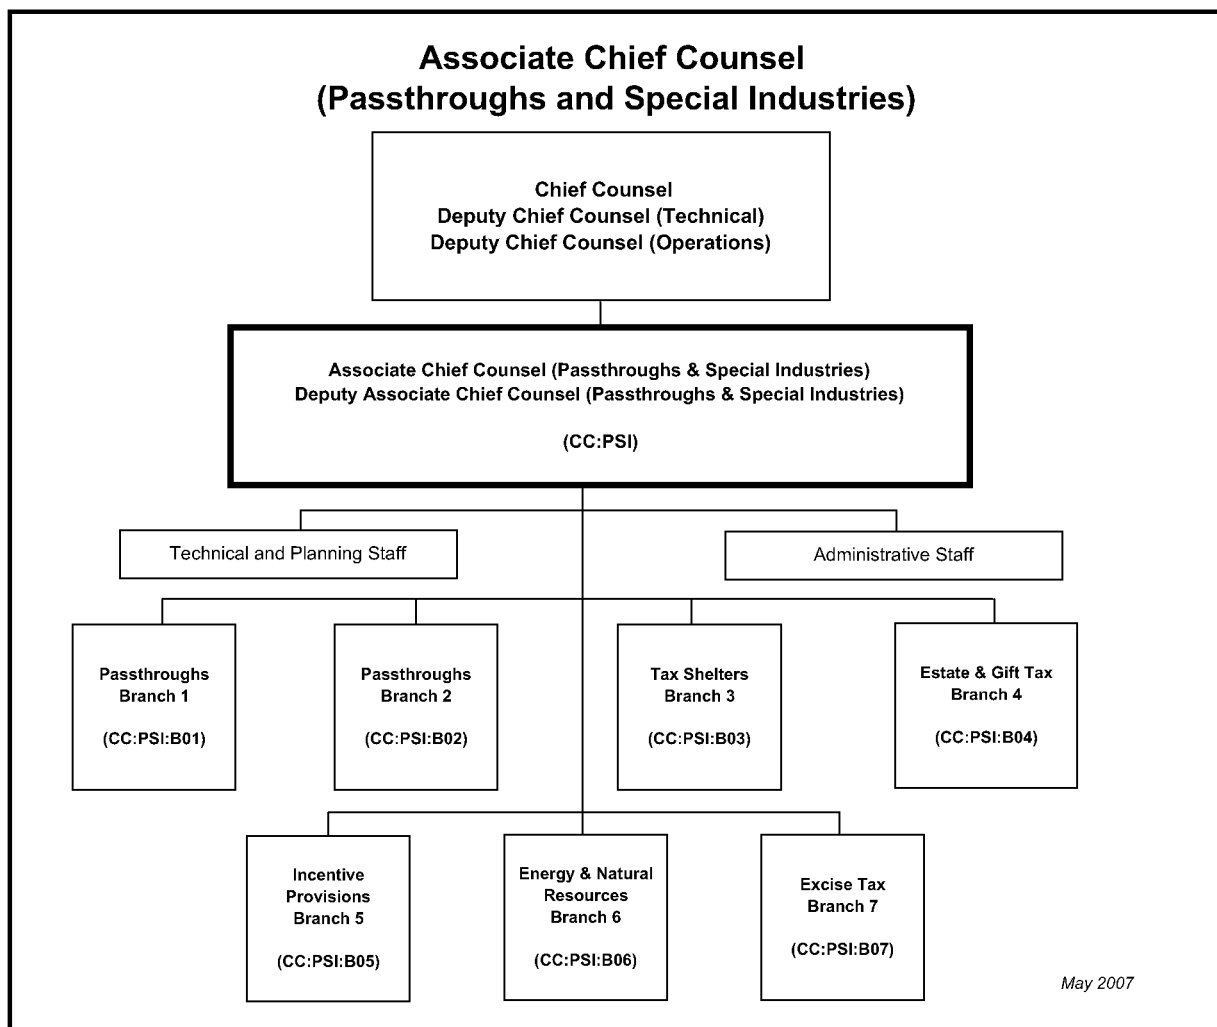 Associate Chief Counsel
(Passthroughs and Special Industries)
Chief Counsel
Deputy Chief Counsel (Technical)
Deputy Chief Counsel (Operations)
Associate Chief Counsel (Passthroughs & Special Industries)
Deputy Associate Chief Counsel (Passthroughs & Special Industries)
(CC:PSI)
Technical and Planning Staff
Administrative Staff
Passthroughs
Branch 1
(CC:PSI:B01)
Passthroughs
Branch 2
(CC:PSI:B02)
Tax Shelters
Branch 3
(CC:PSI:B03)
Estate & Gift Tax
Branch 4
(CC:PSI:B04)
Incentive
Provisions
Branch 5
(CC:PSI:B05)
Energy & Natural
Resources
Branch 6
(CC:PSI:B06)
Excise Tax
Branch 7
(CC:PSI:B07)
May 2007